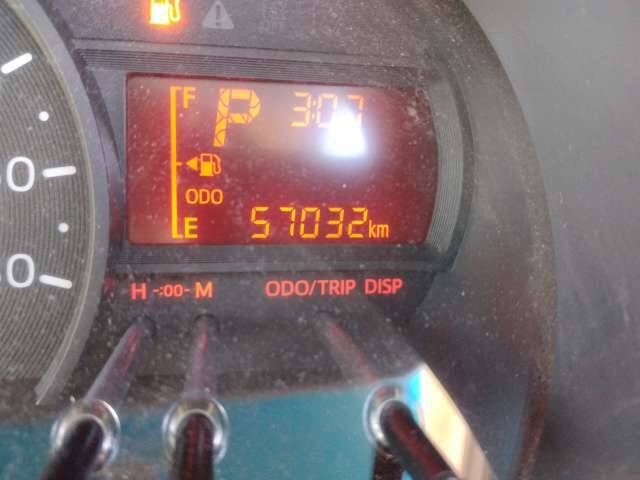 F P 3:07
ODO
E 57032km
H -:00- M ODO/TRIP DISP